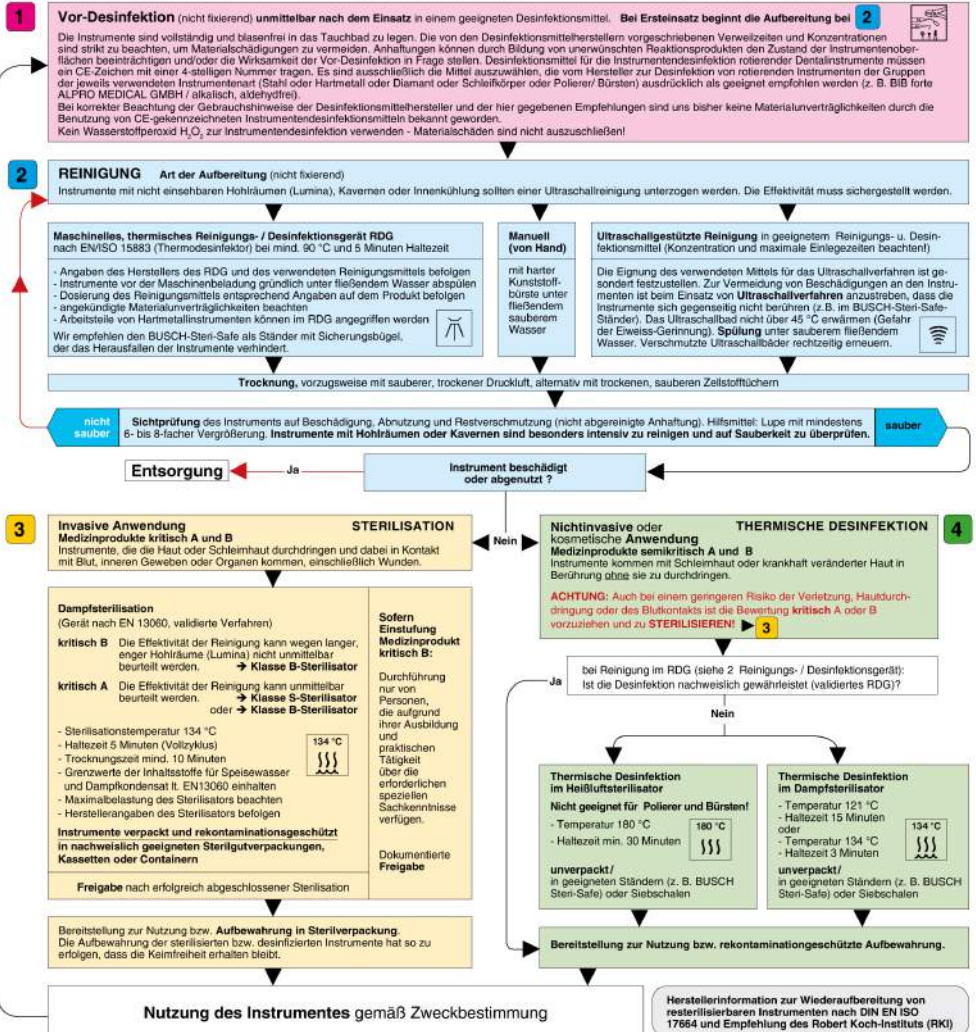 1
Vor-Desinfektion (nicht fixierend) unmittelbar nach dem Einsatz in einem geeigneten Desinfektionsmittel. Bei Ersteinsatz beginnt die Aufbereitung bei 2
Die Instrumente sind vollständig und blasenfrei in das Tauchbad zu legen. Die von den Desinfektionsmittelherstellern vorgeschriebenen Verweilzeiten und Konzentrationen
sind strikt zu beachten, um Materialschädigungen zu vermeiden. Anhaftungen können durch Bildung von unerwünschten Reaktionsprodukten den Zustand der Instrumentenober-
flächen beeinträchtigen und/oder die Wirksamkeit der Vor-Desinfektion in Frage stellen. Desinfektionsmittel für die Instrumentendesinfektion rotierender Dentalinstrumente müssen
ein CE-Zeichen mit einer 4-stelligen Nummer tragen. Es sind ausschließlich die Mittel auszuwählen, die vom Hersteller zur Desinfektion von rotierenden Instrumenten der Gruppen
der jeweils verwendeten Instrumentenart (Stahl oder Hartmetall oder Diamant oder Schleifkörper oder Polierer/ Bürsten) ausdrücklich als geeignet empfohlen werden (z. B. BIB forte
ALPRO MEDICAL GMBH / alkalisch, aldehydfrei).
Bei korrekter Beachtung der Gebrauchshinweise der Desinfektionsmittelhersteller und der hier gegebenen Empfehlungen sind uns bisher keine Materialunverträglichkeiten durch die
Benutzung von CE-gekennzeichneten Instrumentendesinfektionsmitteln bekannt geworden.
Kein Wasserstoffperoxid H2O2 zur Instrumentendesinfektion verwenden - Materialschäden sind nicht auszuschließen!
2
REINIGUNG Art der Aufbereitung (nicht fixierend)
Instrumente mit nicht einsehbaren Hohlräumen (Lumina), Kavernen oder Innenkühlung sollten einer Ultraschallreinigung unterzogen werden. Die Effektivität muss sichergestellt werden.
Maschinelles, thermisches Reinigungs- / Desinfektionsgerät RDG
nach EN/ISO 15883 (Thermodesinfektor) bei mind. 90 °C und 5 Minuten Haltezeit
- Angaben des Herstellers des RDG und des verwendeten Reinigungsmittels befolgen
- Instrumente vor der Maschinenbeladung gründlich unter fließendem Wasser abspülen
- Dosierung des Reinigungsmittels entsprechend Angaben auf dem Produkt befolgen
- angekündigte Materialunverträglichkeiten beachten
- Arbeitsteile von Hartmetallinstrumenten können im RDG angegriffen werden
Wir empfehlen den BUSCH-Steri-Safe als Ständer mit Sicherungsbügel,
der das Herausfallen der Instrumente verhindert.
Manuell
(von Hand)
mit harter
Kunststoff-
bürste unter
fließendem
sauberem
Wasser
Ultraschallgestützte Reinigung in geeignetem Reinigungs- u. Desin-
fektionsmittel (Konzentration und maximale Einlegezeiten beachten!)
Die Eignung des verwendeten Mittels für das Ultraschallverfahren ist ge-
sondert festzustellen. Zur Vermeidung von Beschädigungen an den Instru-
menten ist beim Einsatz von Ultraschallverfahren anzustreben, dass die
Instrumente sich gegenseitig nicht berühren (z.B. im BUSCH-Steri-Safe-
Ständer). Das Ultraschallbad nicht über 45 °C erwärmen (Gefahr
der Eiweiss-Gerinnung). Spülung unter sauberem fließendem
Wasser. Verschmutzte Ultraschallbäder rechtzeitig erneuern.
Trocknung, vorzugsweise mit sauberer, trockener Druckluft, alternativ mit trockenen, sauberen Zellstofftüchern
nicht
sauber
Sichtprüfung des Instruments auf Beschädigung, Abnutzung und Restverschmutzung (nicht abgereinigte Anhaftung). Hilfsmittel: Lupe mit mindestens
6- bis 8-facher Vergrößerung. Instrumente mit Hohlräumen oder Kavernen sind besonders intensiv zu reinigen und auf Sauberkeit zu überprüfen.
sauber
Entsorgung
Ja
Instrument beschädigt
oder abgenutzt ?
Nein
3
Invasive Anwendung STERILISATION
Medizinprodukte kritisch A und B
Instrumente, die die Haut oder Schleimhaut durchdringen und dabei in Kontakt
mit Blut, inneren Geweben oder Organen kommen, einschließlich Wunden.
Dampfsterilisation
(Gerät nach EN 13060, validierte Verfahren)
kritisch B Die Effektivität der Reinigung kann wegen langer,
enger Hohlräume (Lumina) nicht unmittelbar
beurteilt werden. ➔ Klasse B-Sterilisator
kritisch A Die Effektivität der Reinigung kann unmittelbar
beurteilt werden. ➔ Klasse S-Sterilisator
oder ➔ Klasse B-Sterilisator
- Sterilisationstemperatur 134 °C
- Haltezeit 5 Minuten (Vollzyklus)
- Trocknungszeit mind. 10 Minuten
- Grenzwerte der Inhaltsstoffe für Speisewasser
und Dampfkondensat lt. EN13060 einhalten
- Maximalbelastung des Sterilisators beachten
- Herstellerangaben des Sterilisators befolgen
134 °C
Instrumente verpackt und rekontaminationsgeschützt
in nachweislich geeigneten Sterilgutverpackungen,
Kassetten oder Containern
Freigabe nach erfolgreich abgeschlossener Sterilisation
Sofern
Einstufung
Medizinprodukt
kritisch B:
Durchführung
nur von
Personen,
die aufgrund
ihrer Ausbildung
und
praktischen
Tätigkeit
über die
erforderlichen
speziellen
Sachkenntnisse
verfügen.
Dokumentierte
Freigabe
Bereitstellung zur Nutzung bzw. Aufbewahrung in Sterilverpackung.
Die Aufbewahrung der sterilisierten bzw. desinfizierten Instrumente hat so zu
erfolgen, dass die Keimfreiheit erhalten bleibt.
4
Nichtinvasive oder THERMISCHE DESINFEKTION
kosmetische Anwendung
Medizinprodukte semikritisch A und B
Instrumente kommen mit Schleimhaut oder krankhaft veränderter Haut in
Berührung ohne sie zu durchdringen.
ACHTUNG: Auch bei einem geringeren Risiko der Verletzung, Hautdurch-
dringung oder des Blutkontakts ist die Bewertung kritisch A oder B
vorzuziehen und zu STERILISIEREN! 3
Ja
bei Reinigung im RDG (siehe 2 Reinigungs- / Desinfektionsgerät):
Ist die Desinfektion nachweislich gewährleistet (validiertes RDG)?
Nein
Thermische Desinfektion
im Heißluftsterilisator
Nicht geeignet für Polierer und Bürsten!
- Temperatur 180 °C
- Haltezeit min. 30 Minuten
180 °C
unverpackt/
in geeigneten Ständern (z. B. BUSCH
Steri-Safe) oder Siebschalen
Thermische Desinfektion
im Dampfsterilisator
- Temperatur 121 °C
- Haltezeit 15 Minuten
oder
- Temperatur 134 °C
- Haltezeit 3 Minuten
134 °C
unverpackt/
in geeigneten Ständern (z. B. BUSCH
Steri-Safe) oder Siebschalen
Bereitstellung zur Nutzung bzw. rekontaminationgeschützte Aufbewahrung.
Nutzung des Instrumentes gemäß Zweckbestimmung
Herstellerinformation zur Wiederaufbereitung von
resterilisierbaren Instrumenten nach DIN EN ISO
17664 und Empfehlung des Robert Koch-Instituts (RKI)